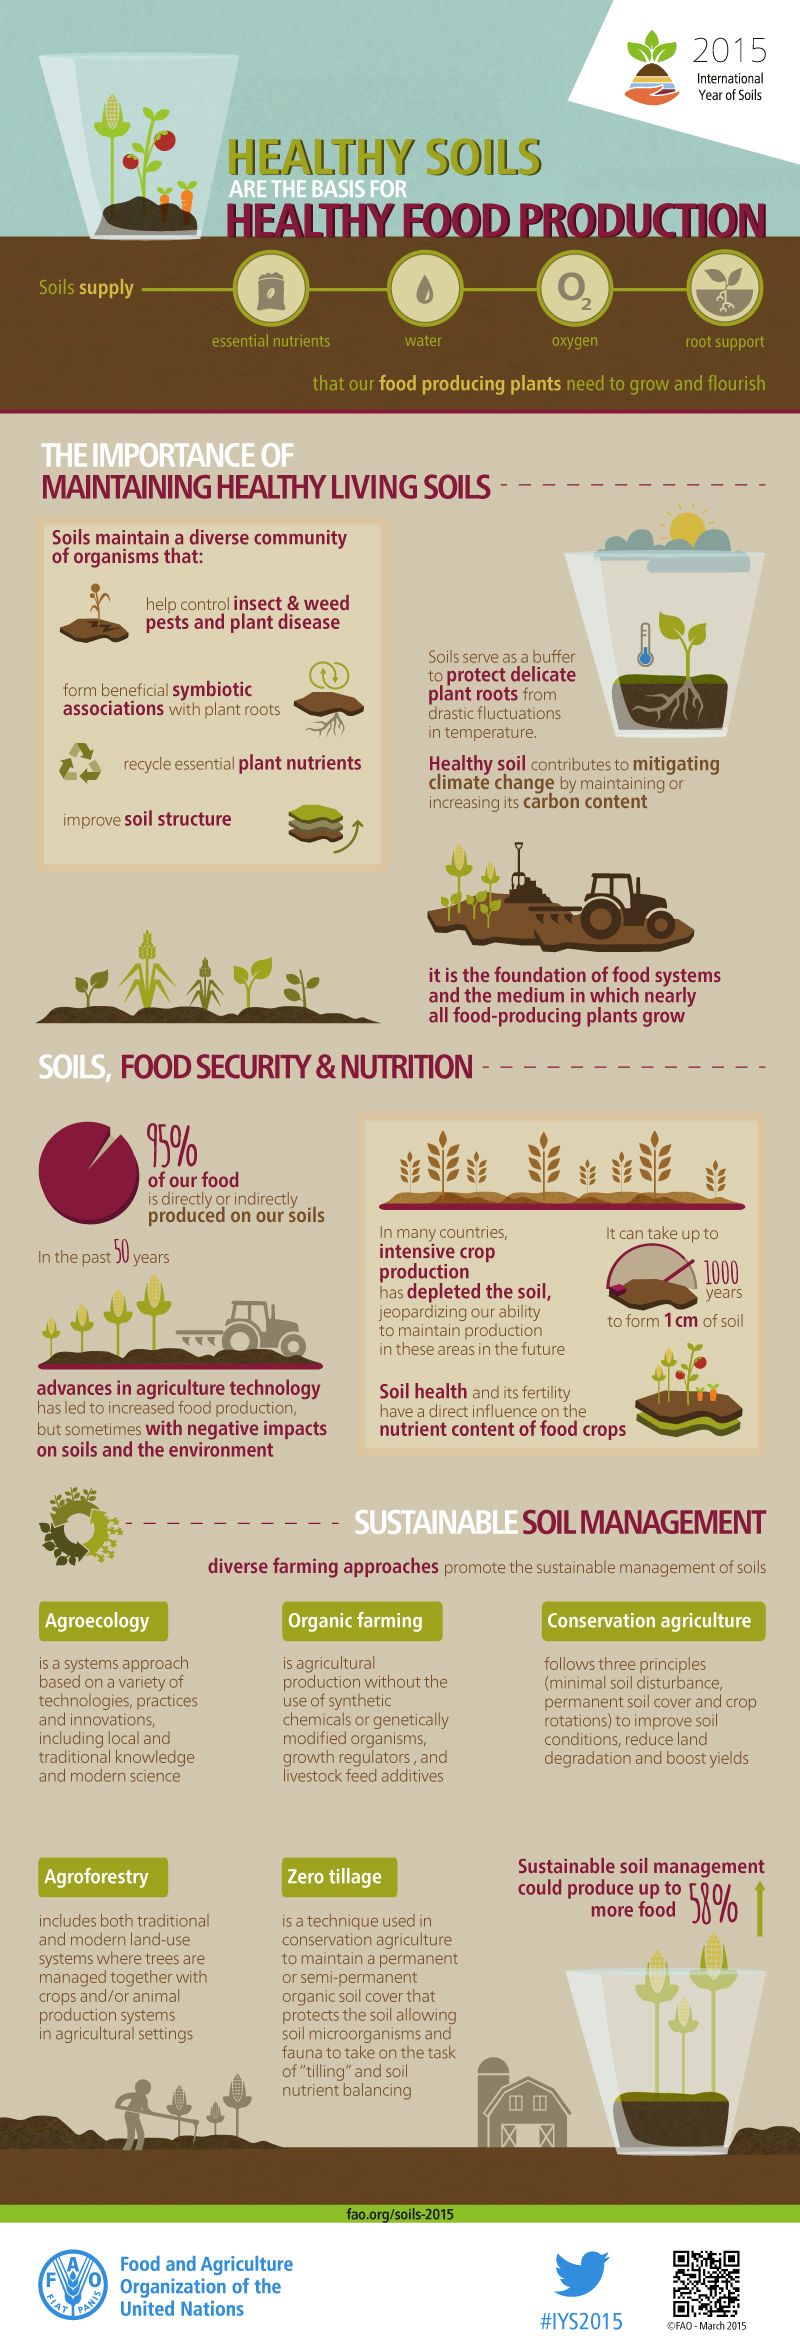 2015
International
Year of Soils
HEALTHY SOILS
ARE THE BASIS FOR
HEALTHY FOOD PRODUCTION
Soils supply
O2
essential nutrients
water
oxygen
root support
that our food producing plants need to grow and flourish
THE IMPORTANCE OF
MAINTAINING HEALTHY LIVING SOILS
Soils maintain a diverse community
of organisms that:
help control insect & weed
pests and plant disease
form beneficial symbiotic
associations with plant roots
recycle essential plant nutrients
improve soil structure
Soils serve as a buffer
to protect delicate
plant roots from
drastic fluctuations
in temperature.
Healthy soil contributes to mitigating
climate change by maintaining or
increasing its carbon content
it is the foundation of food systems
and the medium in which nearly
all food-producing plants grow
SOILS, FOOD SECURITY & NUTRITION
95%
of our food
is directly or indirectly
produced on our soils
In the past 50 years
advances in agriculture technology
has led to increased food production,
but sometimes with negative impacts
on soils and the environment
In many countries,
intensive crop
production
has depleted the soil,
jeopardizing our ability
to maintain production
in these areas in the future
It can take up to
1000
years
to form 1 cm of soil
Soil health and its fertility
have a direct influence on the
nutrient content of food crops
SUSTAINABLE SOIL MANAGEMENT
diverse farming approaches promote the sustainable management of soils
Agroecology
is a systems approach
based on a variety of
technologies, practices
and innovations,
including local and
traditional knowledge
and modern science
Organic farming
is agricultural
production without the
use of synthetic
chemicals or genetically
modified organisms,
growth regulators , and
livestock feed additives
Conservation agriculture
follows three principles
(minimal soil disturbance,
permanent soil cover and crop
rotations) to improve soil
conditions, reduce land
degradation and boost yields
Agroforestry
includes both traditional
and modern land-use
systems where trees are
managed together with
crops and/or animal
production systems
in agricultural settings
Zero tillage
is a technique used in
conservation agriculture
to maintain a permanent
or semi-permanent
organic soil cover that
protects the soil allowing
soil microorganisms and
fauna to take on the task
of "tilling" and soil
nutrient balancing
Sustainable soil management
could produce up to 58%
more food
fao.org/soils-2015
FAO
FIAT PANIS
Food and Agriculture
Organization of the
United Nations
#IYS2015
©FAO - March 2015